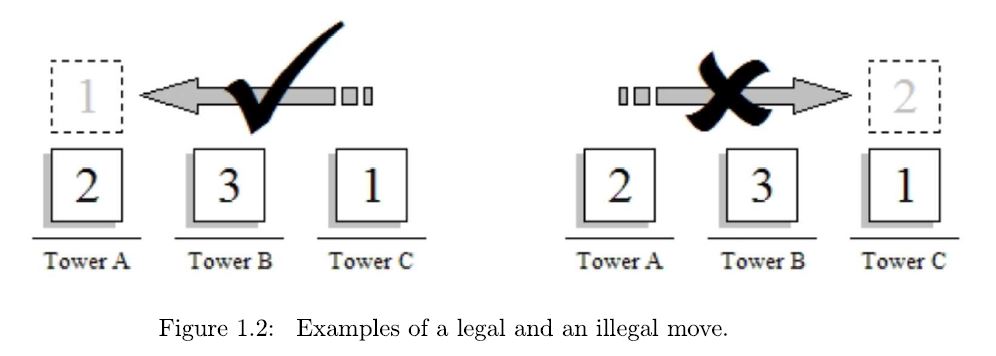 1 2
2 3 1 2 3 1
Tower A Tower B Tower C Tower A Tower B Tower C
Figure 1.2: Examples of a legal and an illegal move.